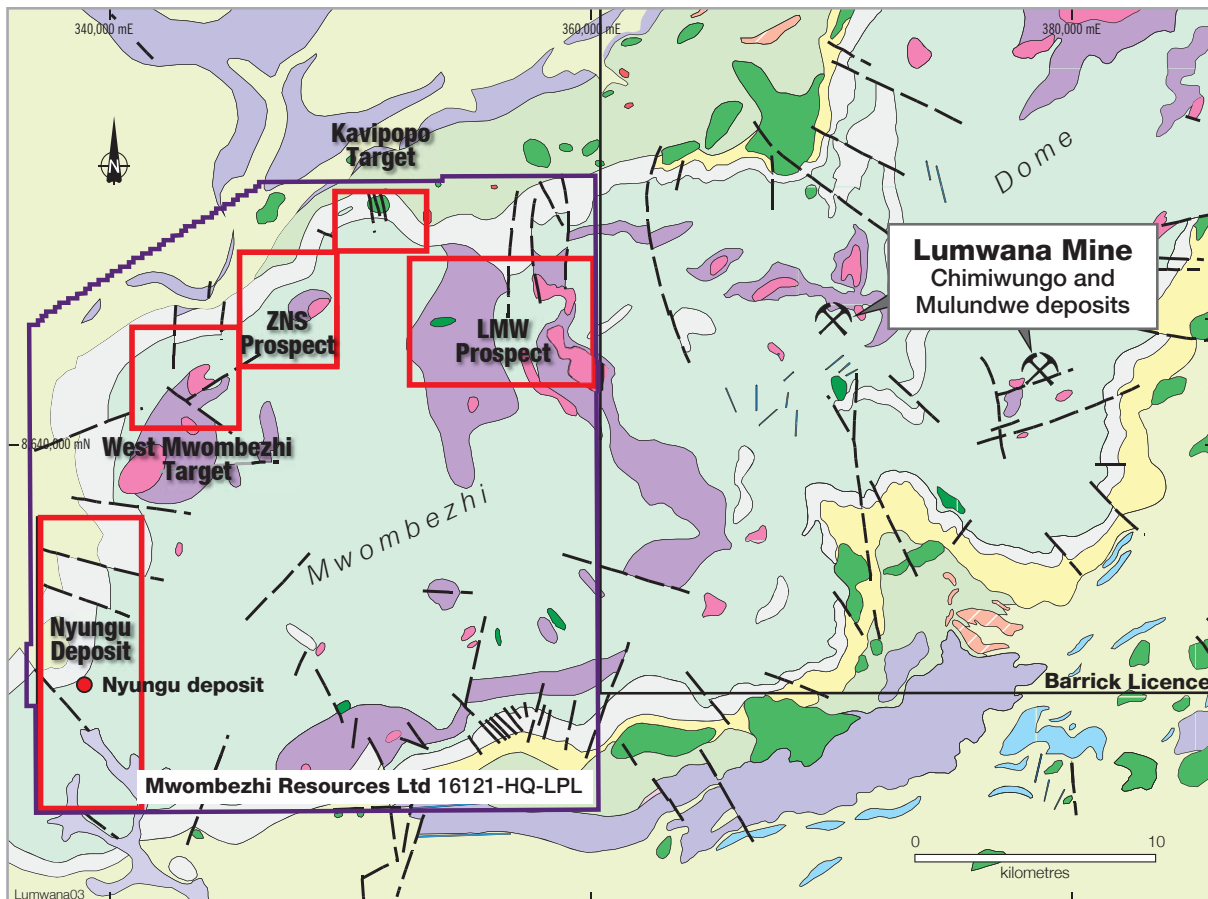 340,000 mE
360,000 mE
380,000 mE
N
Kavipopo
Target
Dome
Lumwana Mine
Chimiwungo and
Mulundwe deposits
ZNS
Prospect
LMW
Prospect
8,640,000 mN
West Mwombezhi
Target
Mwombezhi
Nyungu
Deposit
Nyungu deposit
Barrick Licence
Mwombezhi Resources Ltd 16121-HQ-LPL
0
10
kilometres
Lumwana03